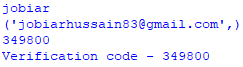 jobiar
('jobiarhussain83@gmail.com',)
349800
Verification code - 349800